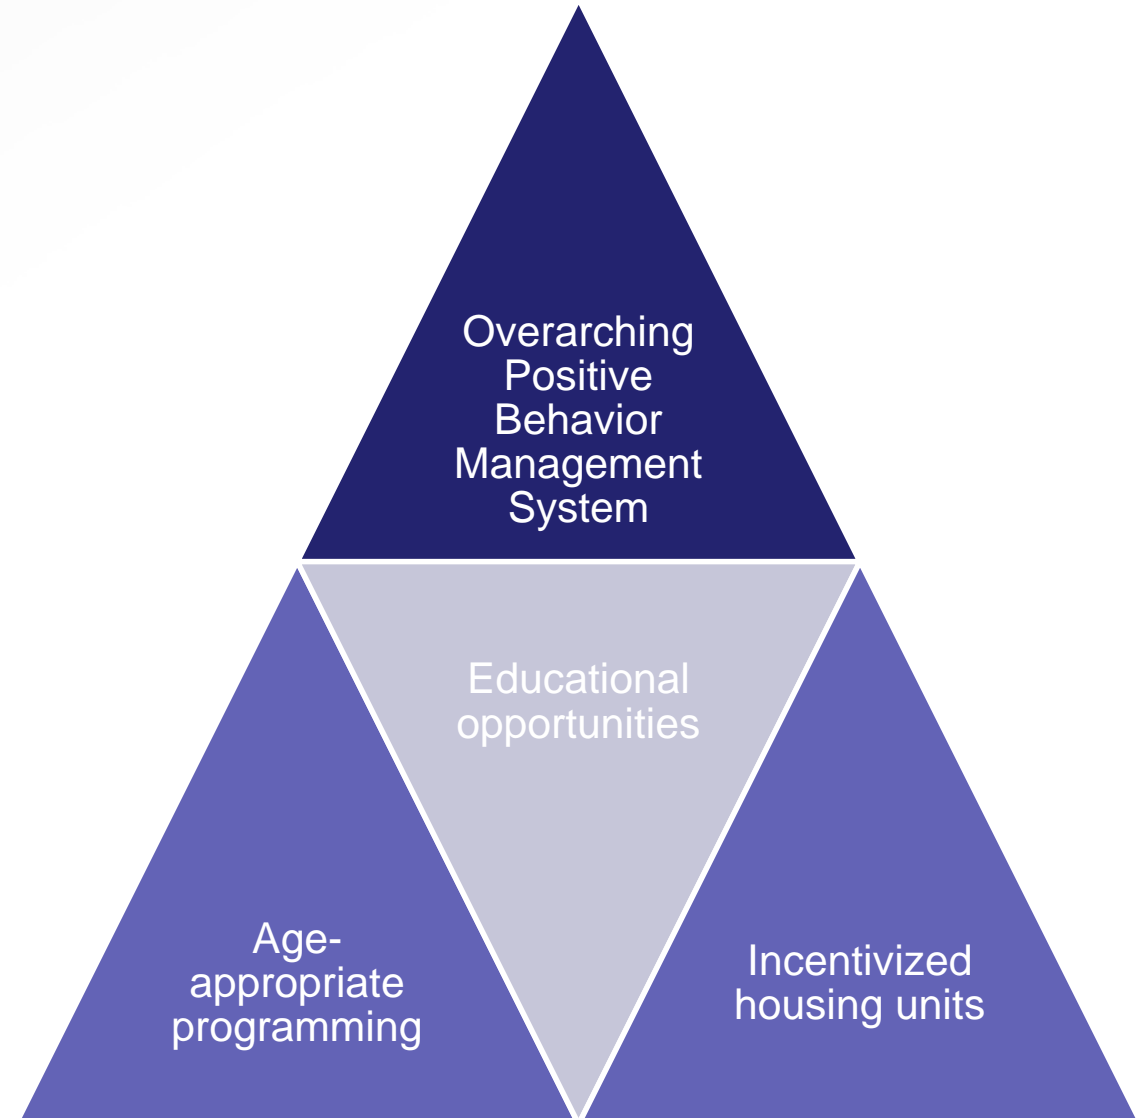 Overarching
Positive
Behavior
Management
System
Educational
opportunities
Age-
appropriate
programming
Incentivized
housing units